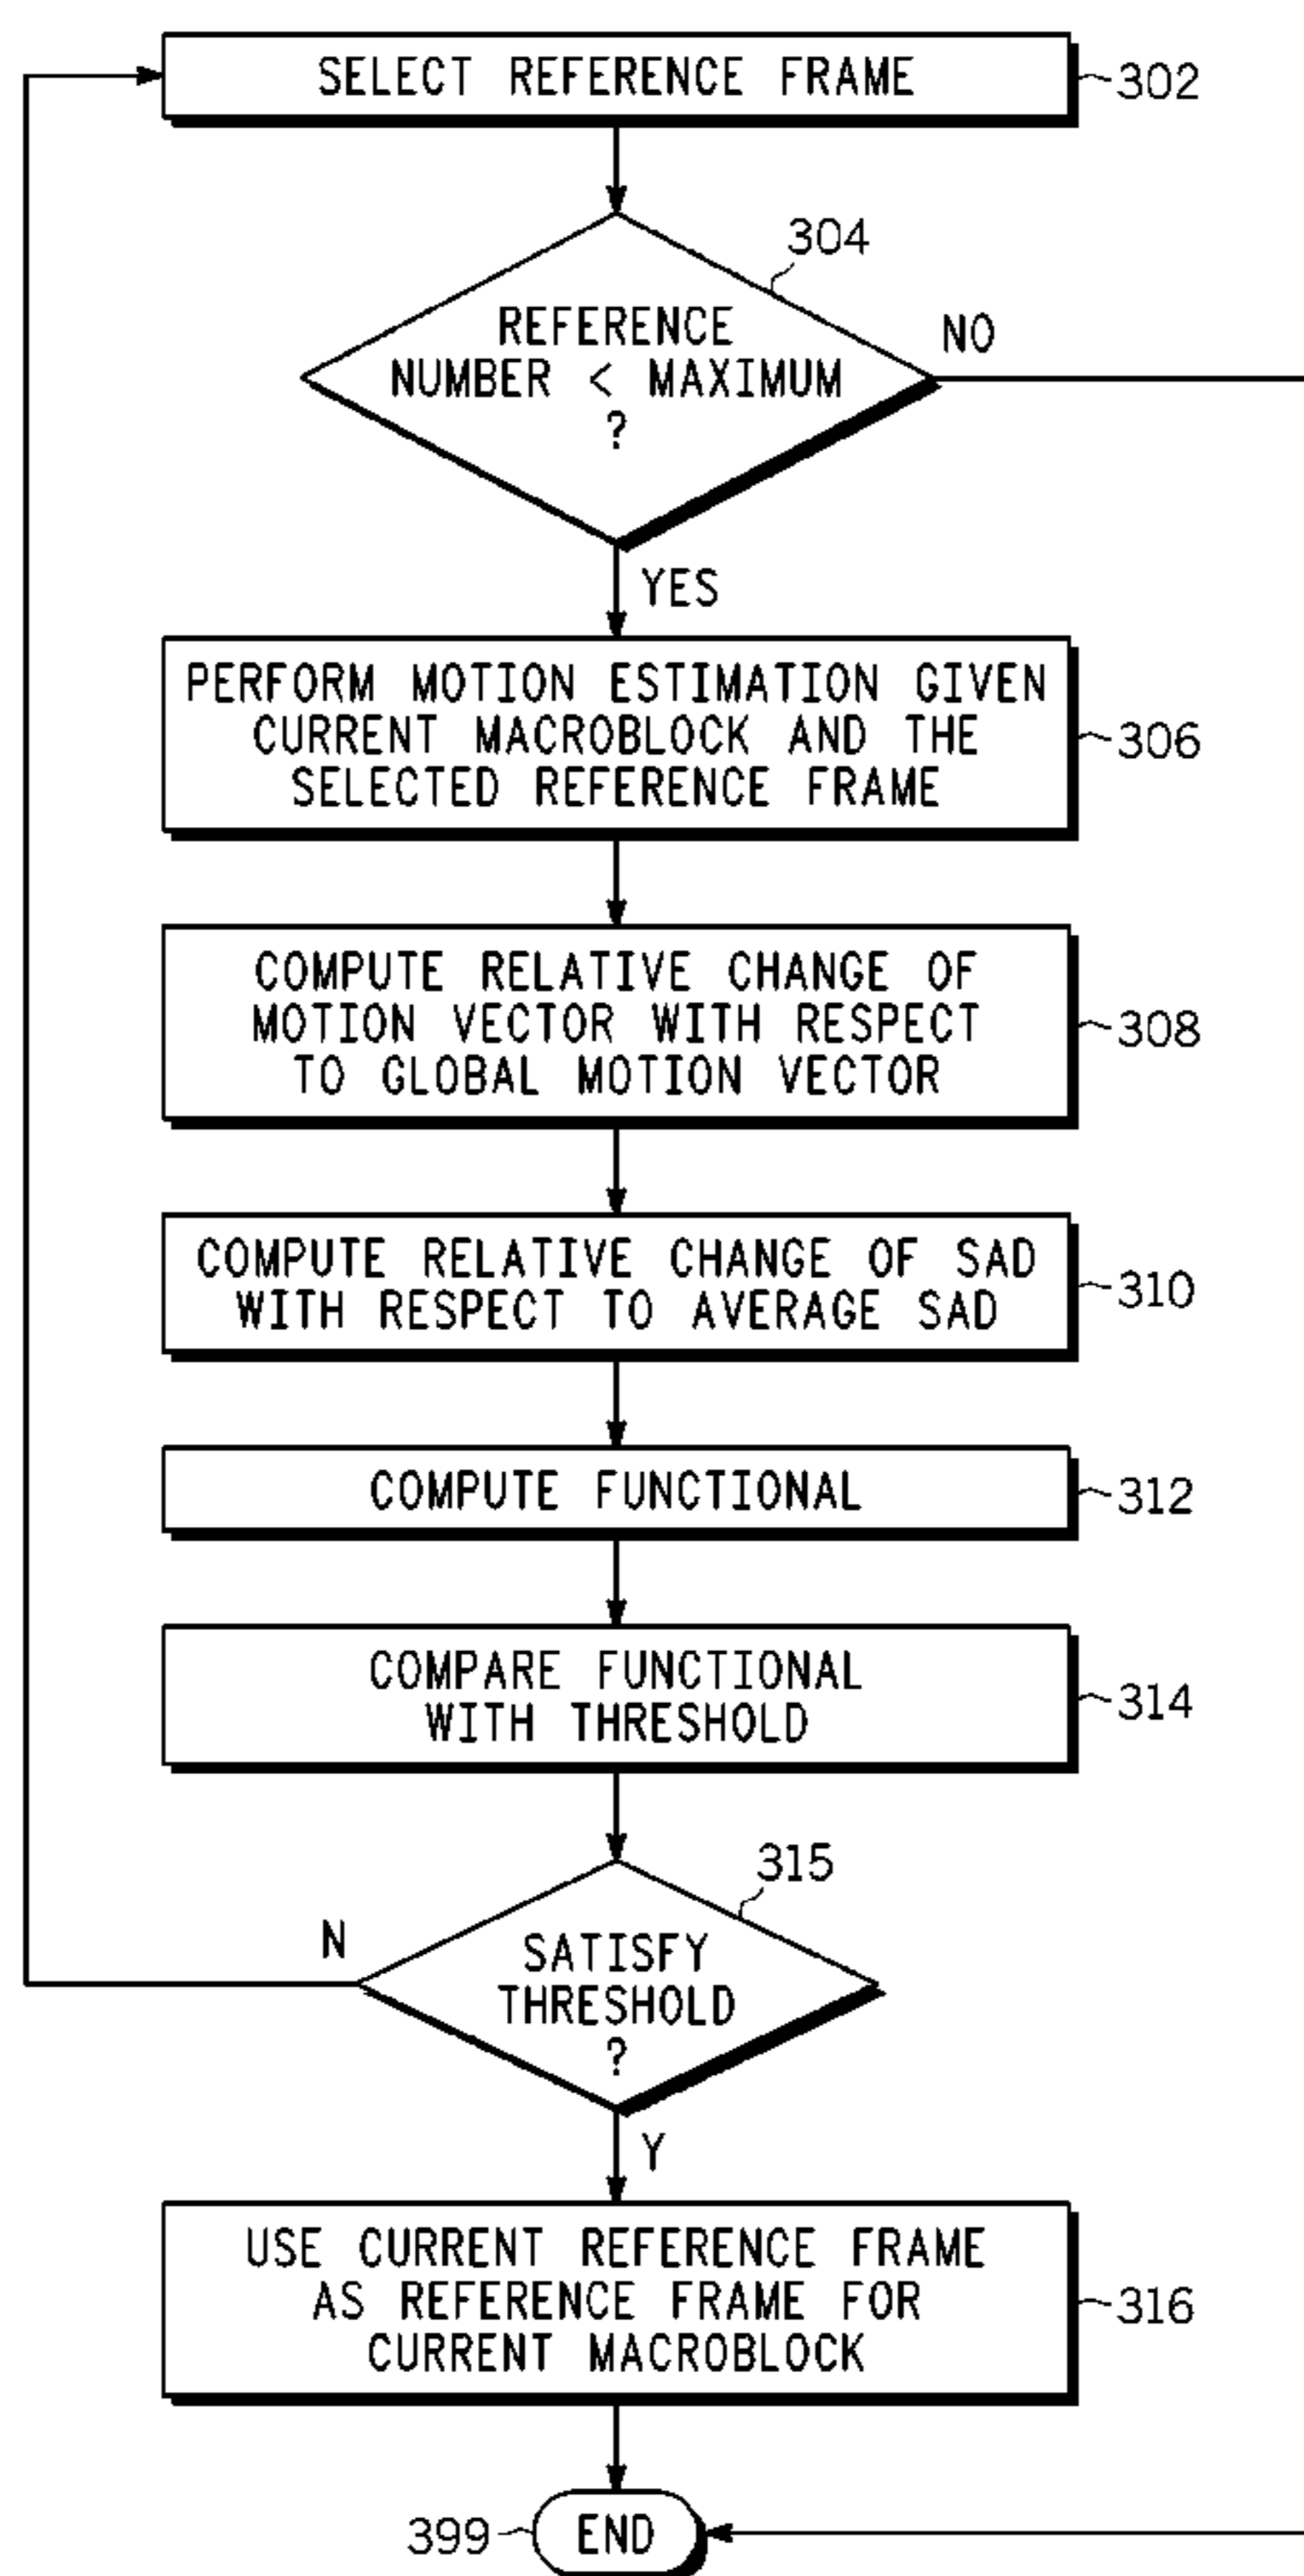 SELECT REFERENCE FRAME
302
304
REFERENCE
NUMBER < MAXIMUM
?
NO
YES
PERFORM MOTION ESTIMATION GIVEN
CURRENT MACROBLOCK AND THE
SELECTED REFERENCE FRAME
306
COMPUTE RELATIVE CHANGE OF
MOTION VECTOR WITH RESPECT
TO GLOBAL MOTION VECTOR
308
COMPUTE RELATIVE CHANGE OF SAD
WITH RESPECT TO AVERAGE SAD
310
COMPUTE FUNCTIONAL
312
COMPARE FUNCTIONAL
WITH THRESHOLD
314
315
N
SATISFY
THRESHOLD
?
Y
USE CURRENT REFERENCE FRAME
AS REFERENCE FRAME FOR
CURRENT MACROBLOCK
316
399
END